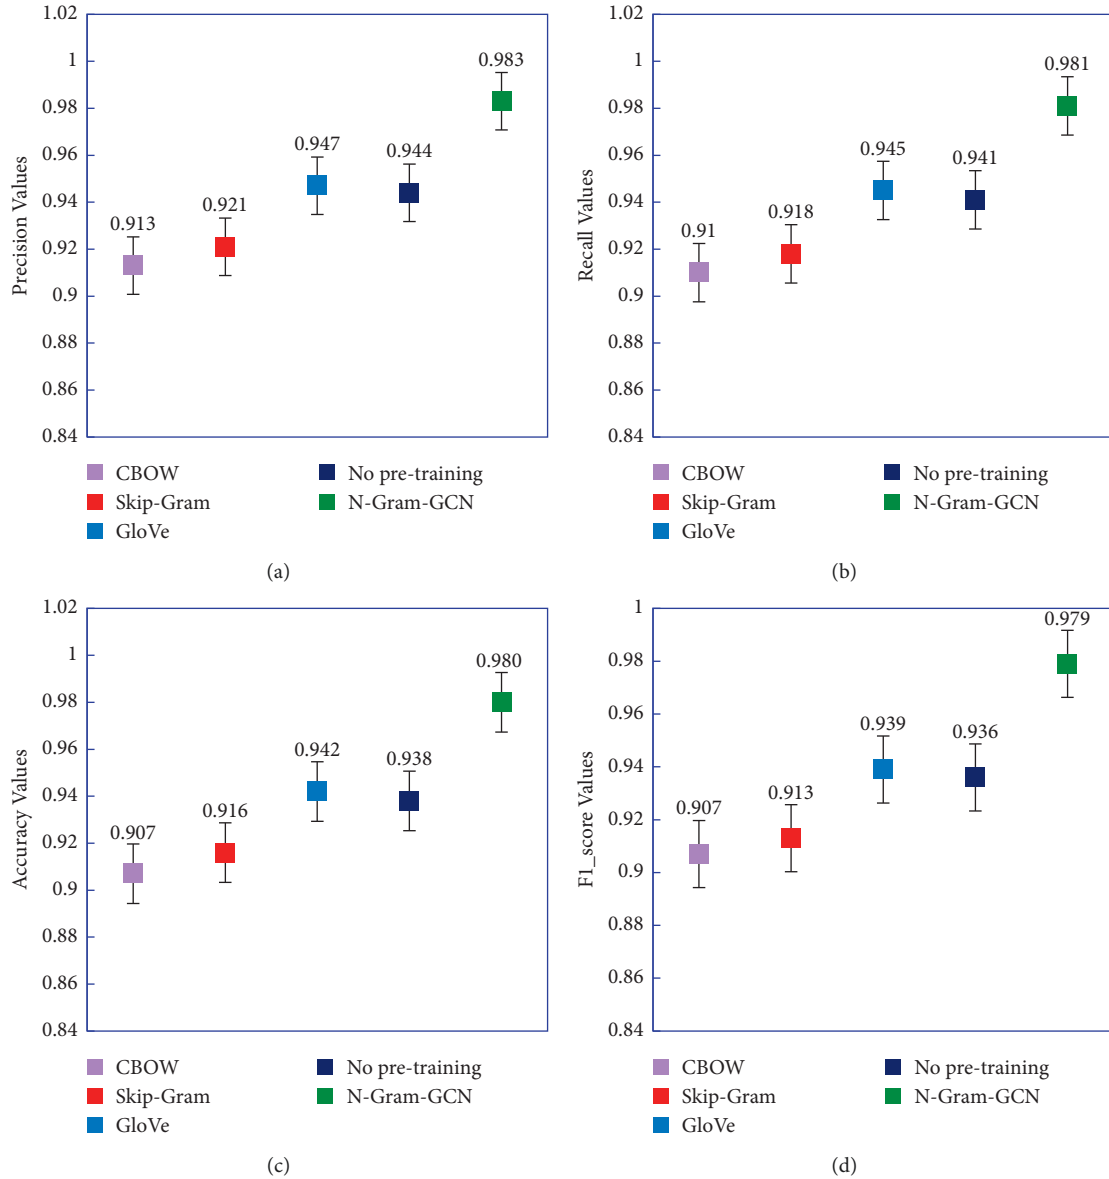 1.02
1
0.98
0.96
0.94
0.92
0.9
0.88
0.86
0.84
Precision Values
0.913
0.921
0.947
0.944
0.983
CBOW
Skip-Gram
GloVe
No pre-training
N-Gram-GCN
(a)
1.02
1
0.98
0.96
0.94
0.92
0.9
0.88
0.86
0.84
Recall Values
0.91
0.918
0.945
0.941
0.981
CBOW
Skip-Gram
GloVe
No pre-training
N-Gram-GCN
(b)
1.02
1
0.98
0.96
0.94
0.92
0.9
0.88
0.86
0.84
Accuracy Values
0.907
0.916
0.942
0.938
0.980
CBOW
Skip-Gram
GloVe
No pre-training
N-Gram-GCN
(c)
1
0.98
0.96
0.94
0.92
0.9
0.88
0.86
0.84
F1_score Values
0.907
0.913
0.939
0.936
0.979
CBOW
Skip-Gram
GloVe
No pre-training
N-Gram-GCN
(d)